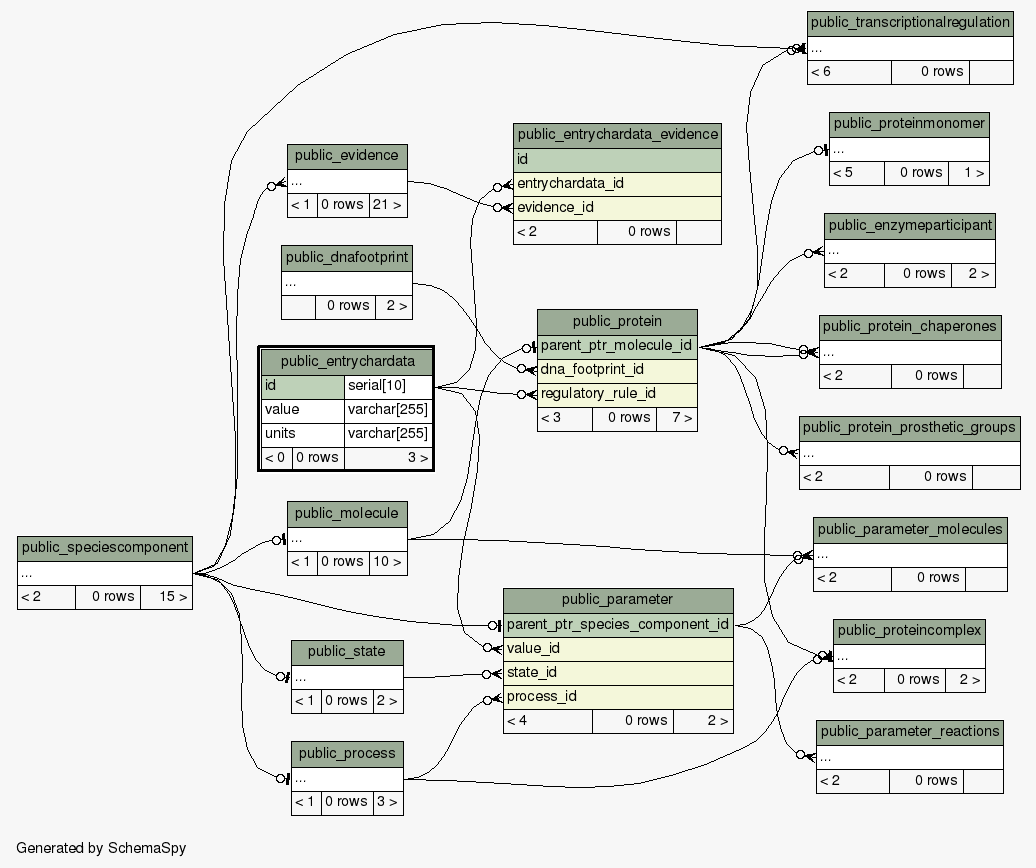 public_transcriptionalregulation
...
< 6 0 rows
public_proteinmonomer
...
< 5 0 rows 1 >
public_entrychardata_evidence
id
entrychardata_id
evidence_id
< 2 0 rows
public_evidence
...
< 1 0 rows 21 >
public_enzymeparticipant
...
< 2 0 rows 2 >
public_dnafootprint
...
0 rows 2 >
public_protein
parent_ptr_molecule_id
dna_footprint_id
regulatory_rule_id
< 3 0 rows 7 >
public_protein_chaperones
...
< 2 0 rows
public_entrychardata
id serial[10]
value varchar[255]
units varchar[255]
< 0 0 rows 3 >
public_protein_prosthetic_groups
...
< 2 0 rows
public_molecule
...
< 1 0 rows 10 >
public_parameter_molecules
...
< 2 0 rows
public_speciescomponent
...
< 2 0 rows 15 >
public_parameter
parent_ptr_species_component_id
value_id
state_id
process_id
< 4 0 rows 2 >
public_proteincomplex
...
< 2 0 rows 2 >
public_state
...
< 1 0 rows 2 >
public_parameter_reactions
...
< 2 0 rows
public_process
...
< 1 0 rows 3 >
Generated by SchemaSpy